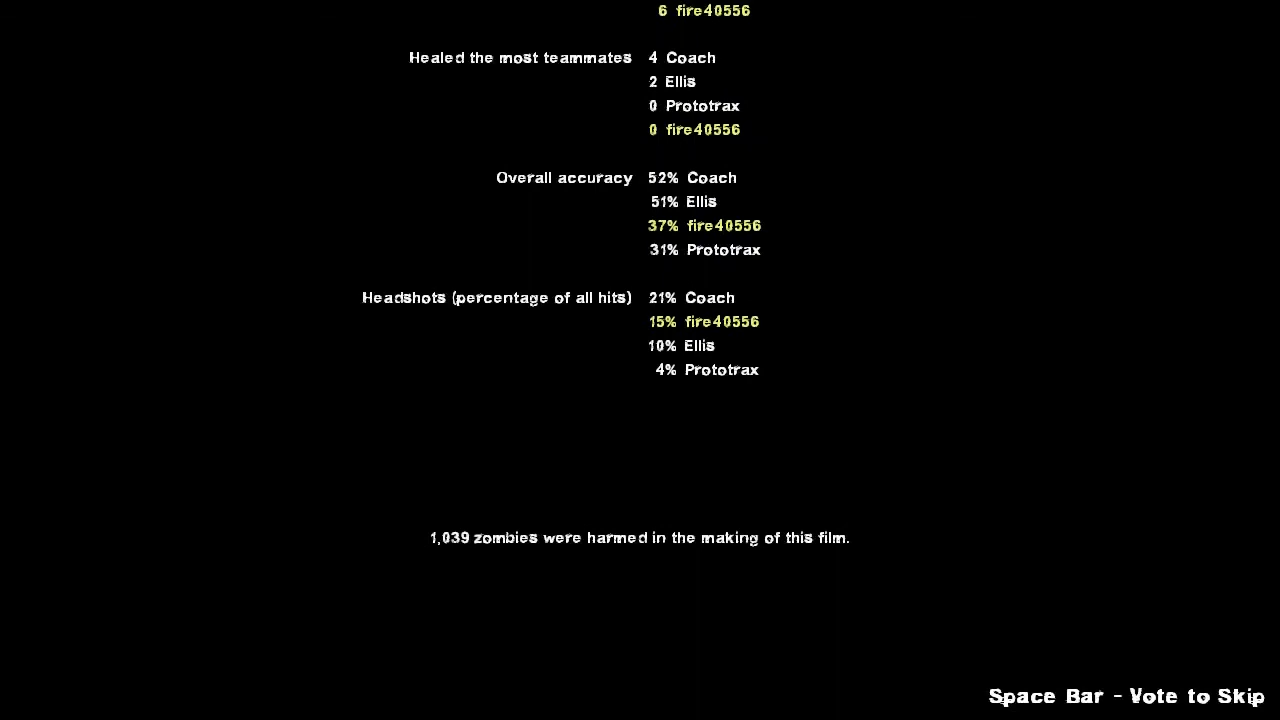 6 fire40556
Healed the most teammates 4 Coach
2 Ellis
0 Prototrax
0 fire40556
Overall accuracy 52% Coach
51% Ellis
37% fire40556
31% Prototrax
Headshots (percentage of all hits) 21% Coach
15% fire40556
10% Ellis
4% Prototrax
1,039 zombies were harmed in the making of this film.
Space Bar - Vote to Skip